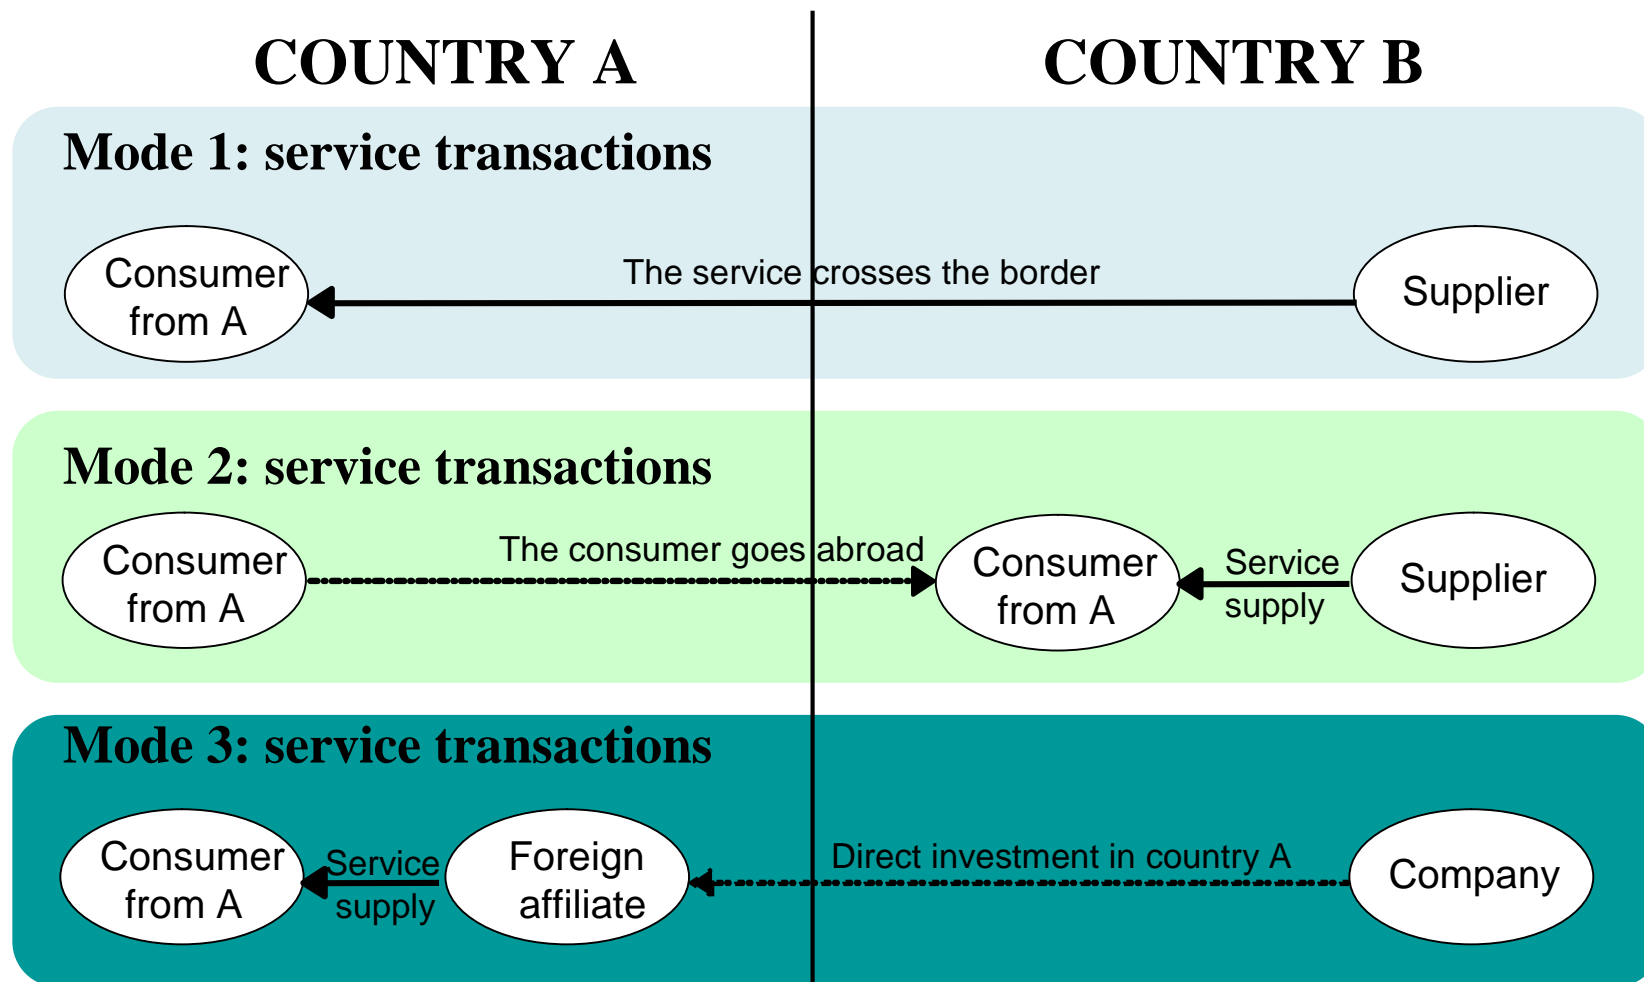 COUNTRY A
COUNTRY B
Mode 1: service transactions
Consumer
from A
The service crosses the border
Supplier
Mode 2: service transactions
Consumer
from A
The consumer goes abroad
Consumer
from A
Service
supply
Supplier
Mode 3: service transactions
Consumer
from A
Service
supply
Foreign
affiliate
Direct investment in country A
Company